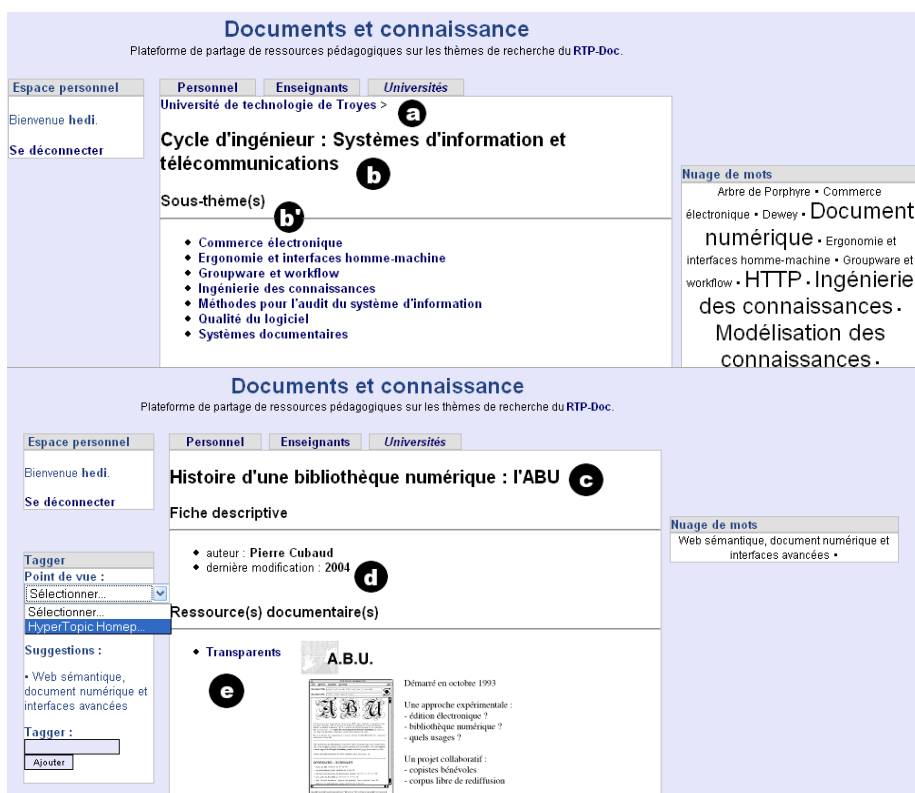 Documents et connaissance
Plateforme de partage de ressources pédagogiques sur les thèmes de recherche du RTP-Doc.
Espace personnel
Bienvenue hedi.
Se déconnecter
Personnel Enseignants Universités
Université de technologie de Troyes >
a
Cycle d'ingénieur : Systèmes d'information et
télécommunications
b
Sous-thème(s)
b'
Commerce électronique
Ergonomie et interfaces homme-machine
Groupware et workflow
Ingénierie des connaissances
Méthodes pour l'audit du système d'information
Qualité du logiciel
Systèmes documentaires
Nuage de mots
Arbre de Porphyre • Commerce
électronique • Dewey • Document
numérique • Ergonomie et
interfaces homme-machine • Groupware et
workflow • HTTP • Ingénierie
des connaissances •
Modélisation des
connaissances •
Documents et connaissance
Plateforme de partage de ressources pédagogiques sur les thèmes de recherche du RTP-Doc.
Espace personnel
Bienvenue hedi.
Se déconnecter
Tagger
Point de vue :
Sélectionner...
Sélectionner...
HyperTopic Homep...
Suggestions :
• Web sémantique,
document numérique et
interfaces avancées
Tagger :
Ajouter
Personnel Enseignants Universités
Histoire d'une bibliothèque numérique : l'ABU
c
Fiche descriptive
auteur : Pierre Cubaud
dernière modification : 2004
d
Ressource(s) documentaire(s)
Transparents
e
A.B.U.
ABU
Démarré en octobre 1993
Une approche expérimentale :
- édition électronique ?
- bibliothèque numérique ?
- quels usages ?
Un projet collaboratif :
- copistes bénévoles
- corpus libre de rediffusion
Nuage de mots
Web sémantique, document numérique et
interfaces avancées •